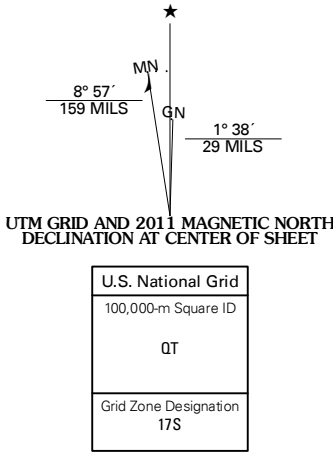 ★
MN
8° 57´
159 MILS
GN
1° 38´
29 MILS
UTM GRID AND 2011 MAGNETIC NORTH
DECLINATION AT CENTER OF SHEET
U.S. National Grid
100,000-m Square ID
QT
Grid Zone Designation
17S